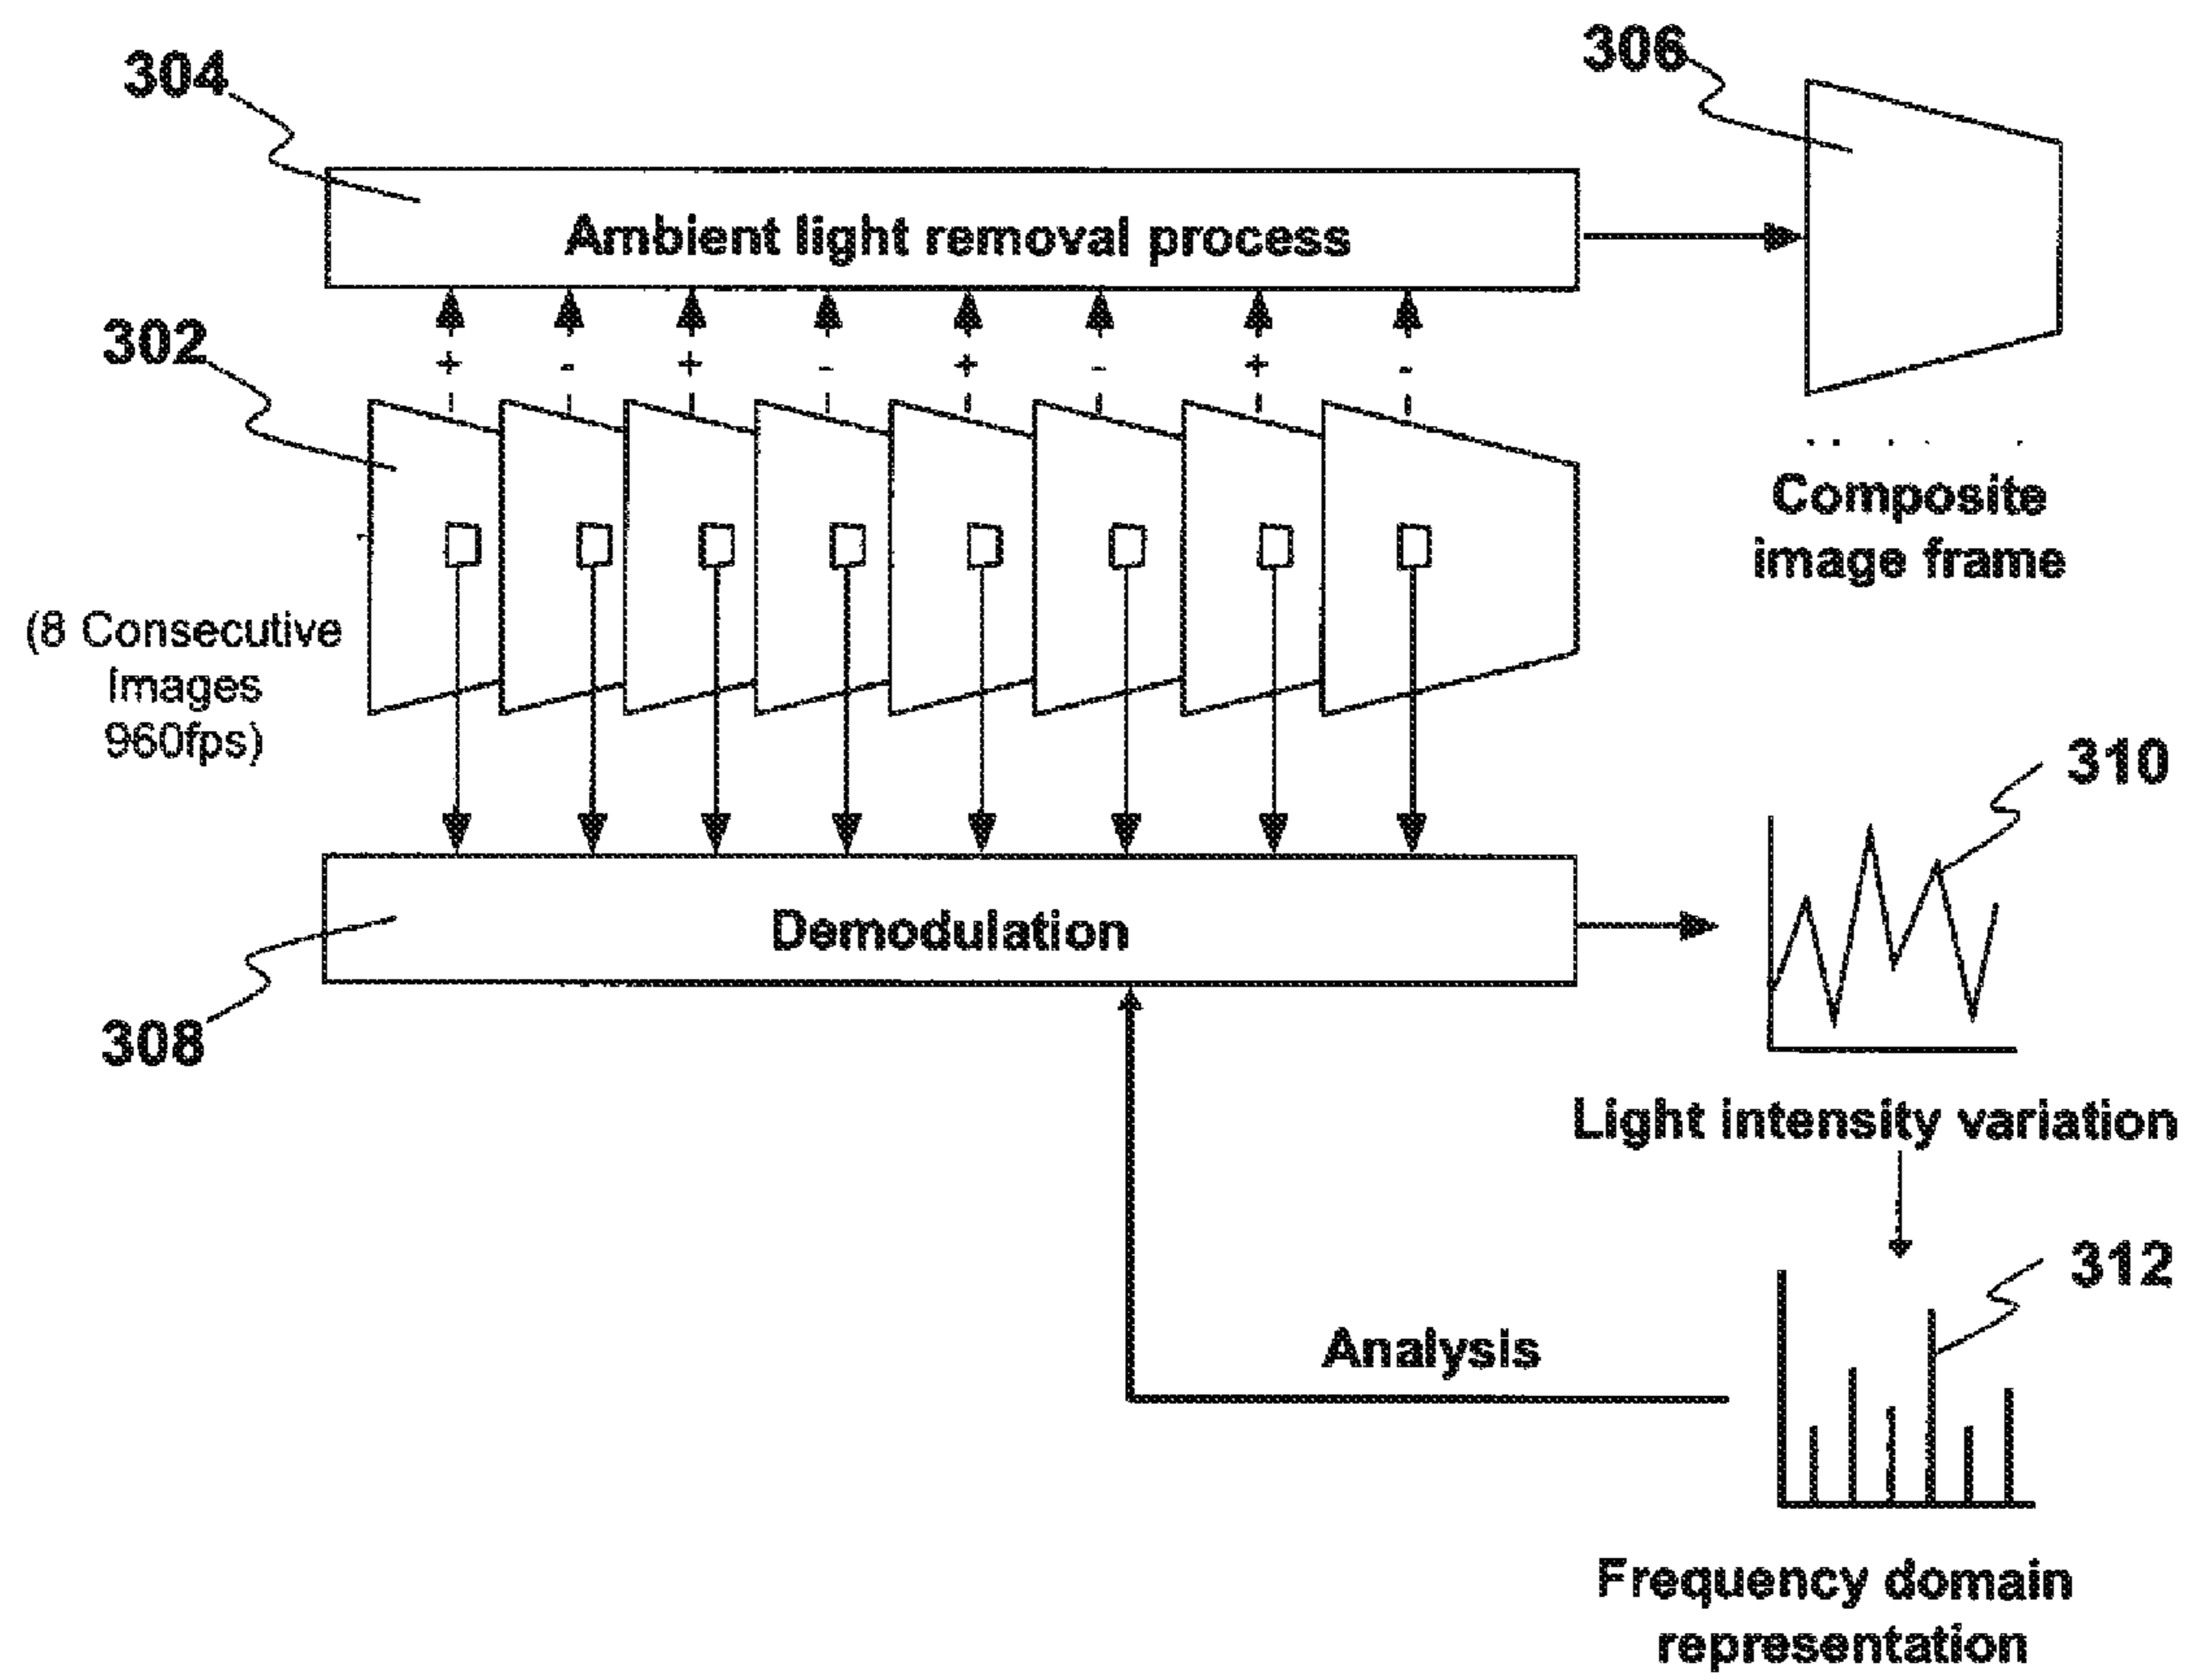 304
306
Ambient light removal process
302
+ - + - + - + -
Composite
image frame
(8 Consecutive
Images
960fps)
310
Demodulation
308
Light intensity variation
312
Analysis
Frequency domain
representation